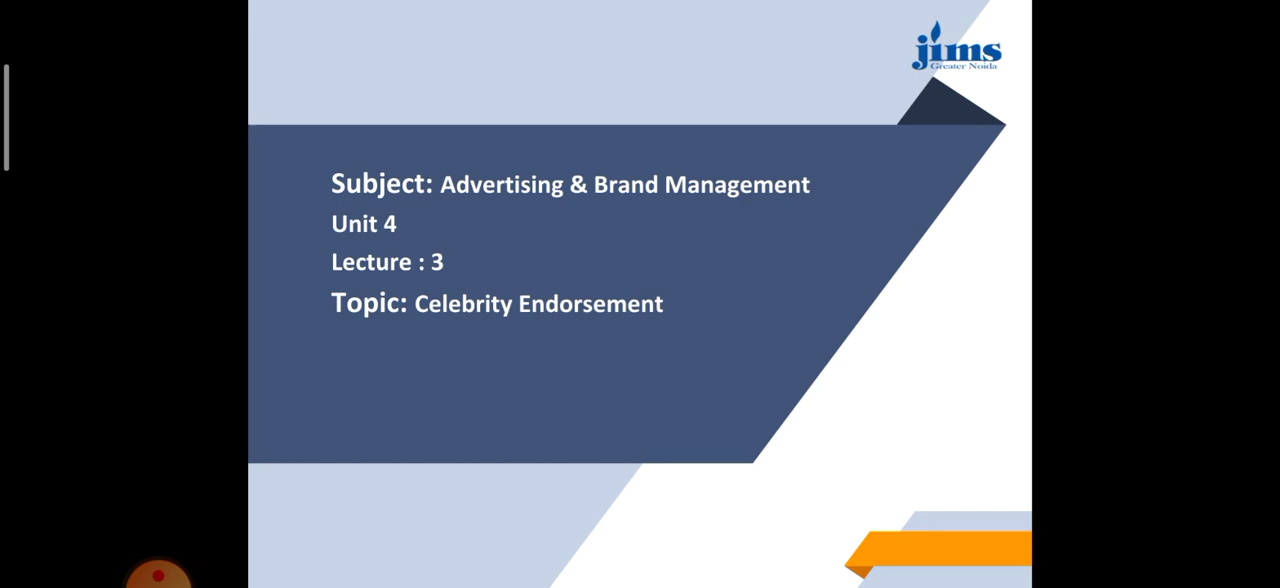 jims
Greater Noida
Subject: Advertising & Brand Management
Unit 4
Lecture : 3
Topic: Celebrity Endorsement